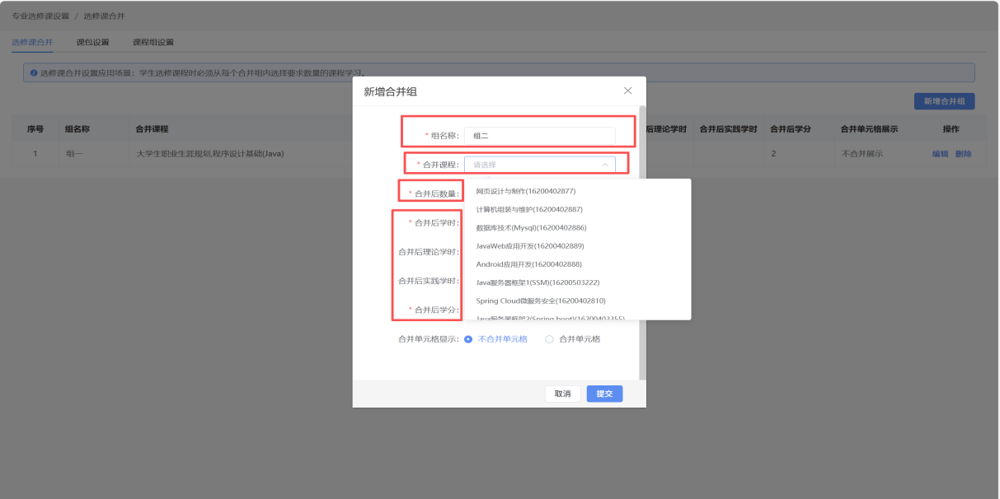 专业选修课设置 / 选修课合并
选修课合并 课包设置 课程组设置
选修课合并设置应用场景：学生选修课程时必须从每个合并组内选择要求数量的课程学习。
新增合并组
新增合并组
序号 组名称 合并课程 后理论学时 合并后实践学时 合并后学分 合并单元格展示 操作
1 组一 大学生职业生涯规划,程序设计基础(Java) 2 不合并展示 编辑 删除
* 组名称: 组二
* 合并课程: 请选择
* 合并后数量:
网页设计与制作(16200402877)
计算机组装与维护(16200402887)
* 合并后学时:
数据库技术(Mysql)(16200402886)
JavaWeb应用开发(16200402889)
合并后理论学时:
Android应用开发(16200402888)
合并后实践学时:
Java服务器框架1(SSM)(16200503222)
Spring Cloud微服务安全(16200402810)
* 合并后学分:
Java服务器框架2(Spring boot)(16200403355)
合并单元格显示: 不合并单元格 合并单元格
取消 提交